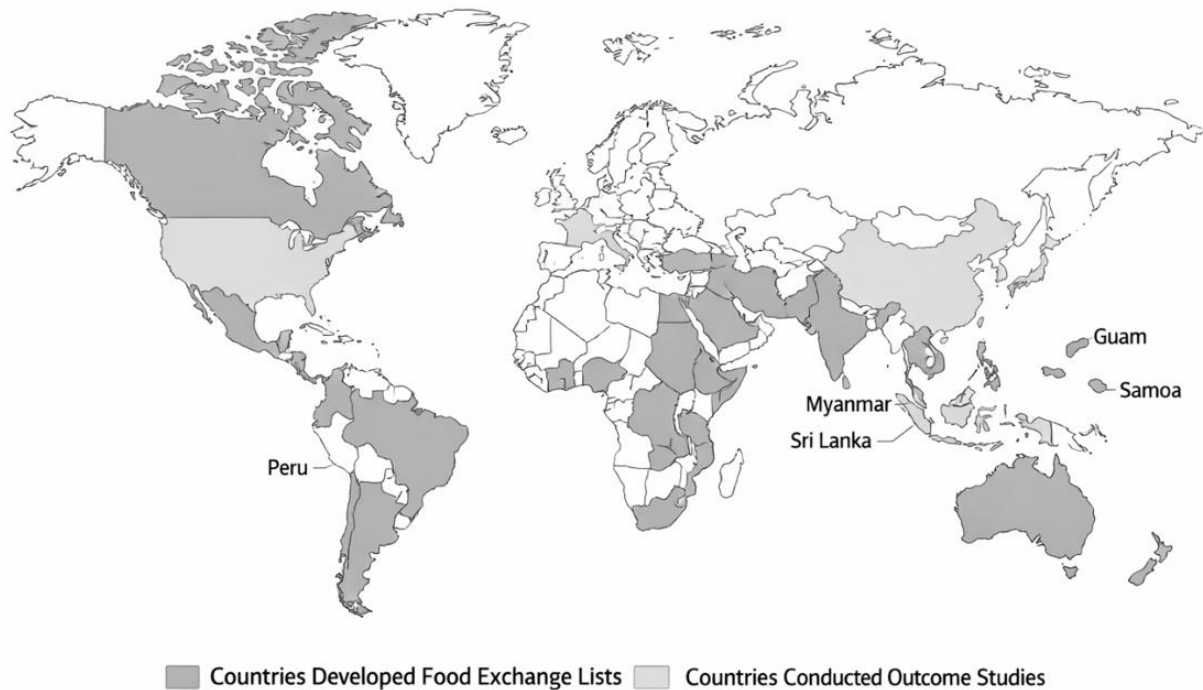 Guam
Samoa
Myanmar
Sri Lanka
Peru
Countries Developed Food Exchange Lists
Countries Conducted Outcome Studies